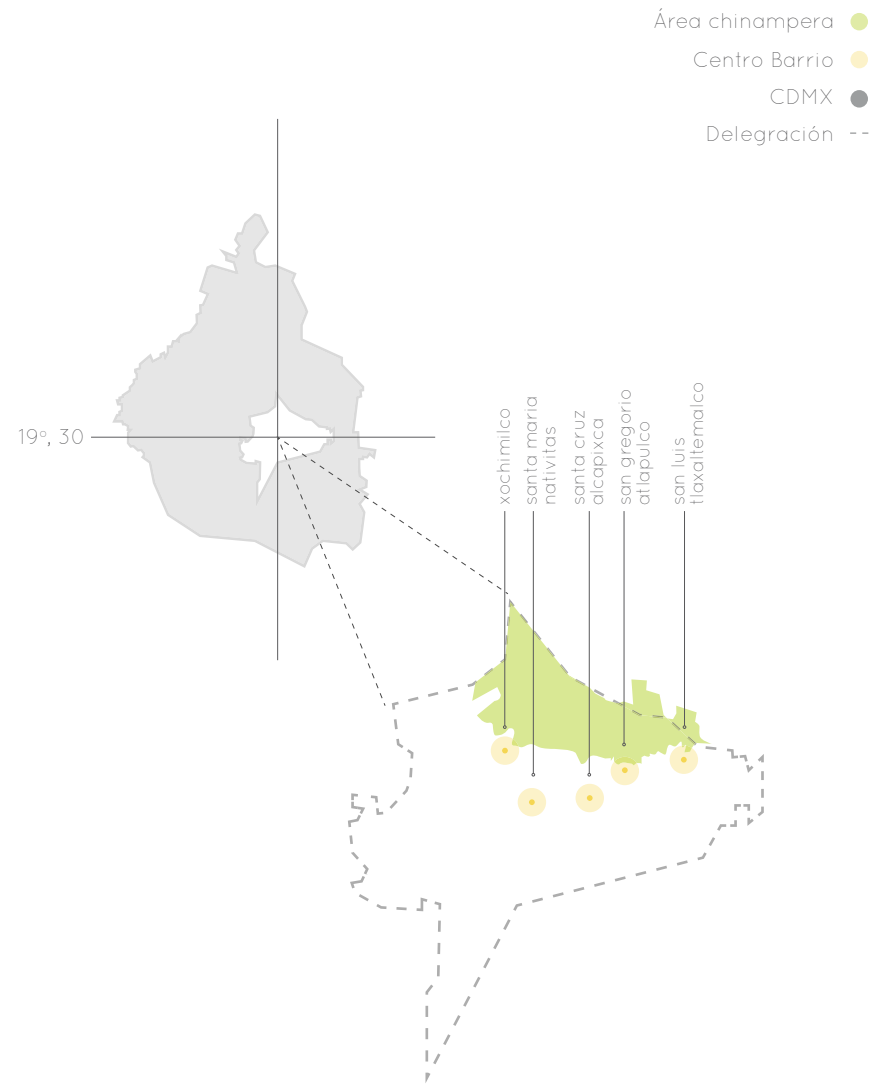 Área chinampera
Centro Barrio
CDMX
Delegración
19º, 30
xochimilco
santa maria
nativitas
santa cruz
alcapixca
san gregorio
atlapulco
san luis
tlaxaltemalco